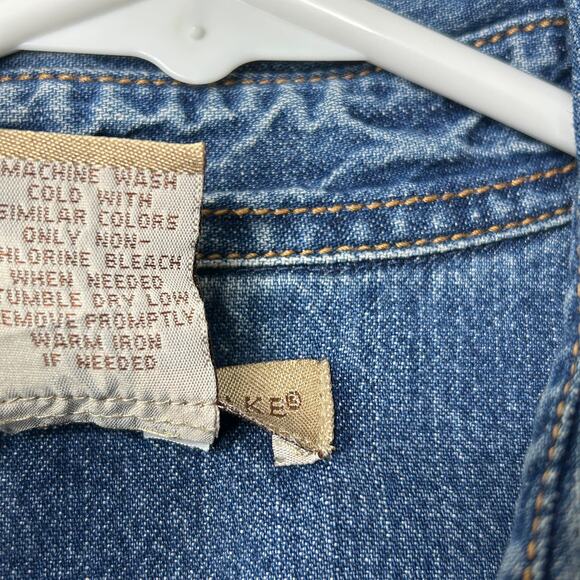 MACHINE WASH
COLD WITH
SIMILAR COLORS
ONLY NON-
CHLORINE BLEACH
WHEN NEEDED
TUMBLE DRY LOW
REMOVE PROMPTLY
WARM IRON
IF NEEDED
AKE®